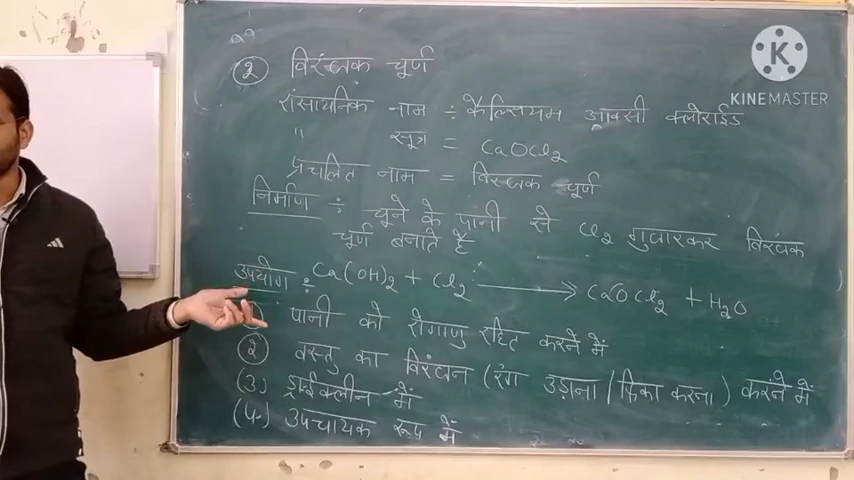 ② विरंजक चूर्ण
KINEMASTER
रासायनिक नाम ÷ कैल्सियम आक्सी क्लोराईड
" सूत्र = CaOCl₂
प्रचलित नाम = विरंजक चूर्ण
निर्माण ÷ चूने के पानी से Cl₂ गुजारकर विरंजक
चूर्ण बनाते है
उपयोग ÷ Ca(OH)₂ + Cl₂ ⟶ CaOCl₂ + H₂O
पानी को रोगाणु रहित करने में
② वस्तु का विरंजन (रंग उड़ाना / फिका करना) करने में
(3) ड्राईक्लीन में
(4) उपचायक रूप में